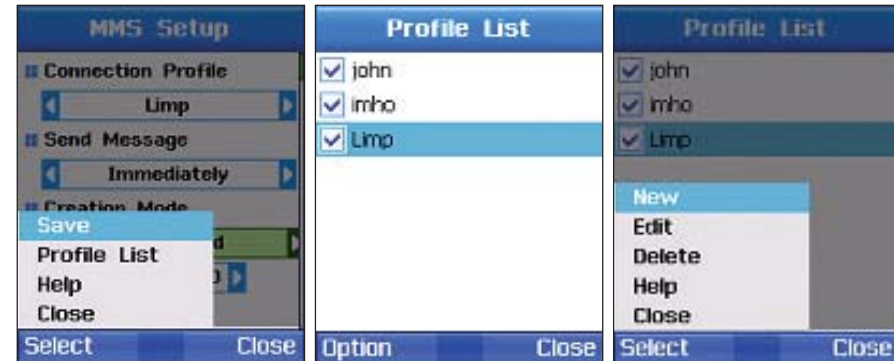 MMS Setup
Connection Profile
Limp
Send Message
Immediately
Creation Mode
Save
Profile List
Help
Close
Select Close
Profile List
john
imho
Limp
Option Close
Profile List
john
imho
Limp
New
Edit
Delete
Help
Close
Select Close